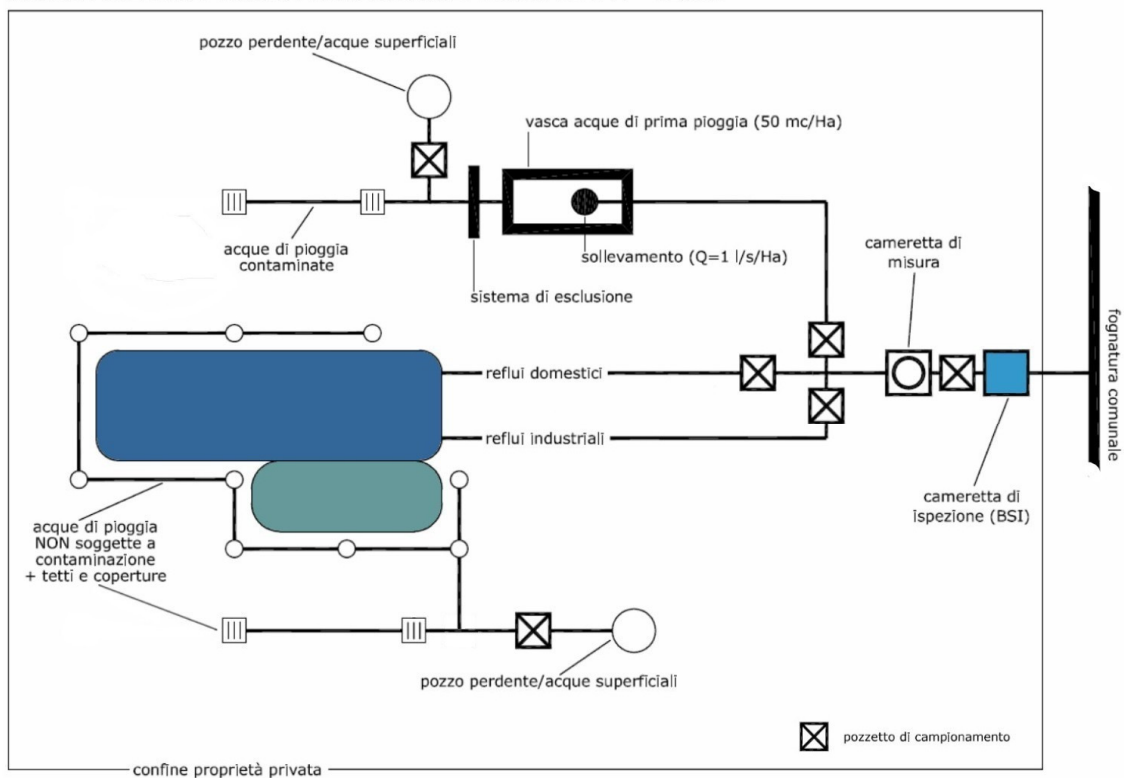 pozzo perdente/acque superficiali
vasca acque di prima pioggia (50 mc/Ha)
acque di pioggia
contaminate
sollevamento (Q=1 l/s/Ha)
sistema di esclusione
cameretta di
misura
fognatura comunale
reflui domestici
reflui industriali
cameretta di
ispezione (BSI)
acque di pioggia
NON soggette a
contaminazione
+ tetti e coperture
pozzo perdente/acque superficiali
pozzetto di campionamento
confine proprietà privata